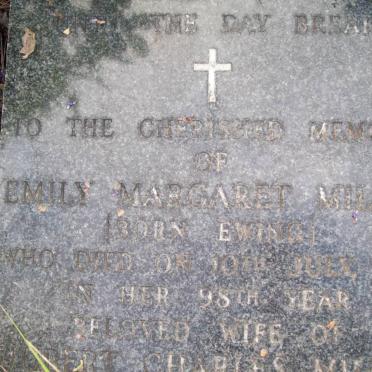 THE DAY BREAK
TO THE CHERISHED MEMO
OF
EMILY MARGARET MIL
[BORN EWING]
WHO DIED ON 10TH JULY,
IN HER 98TH YEAR
BELOVED WIFE OF
CHARLES